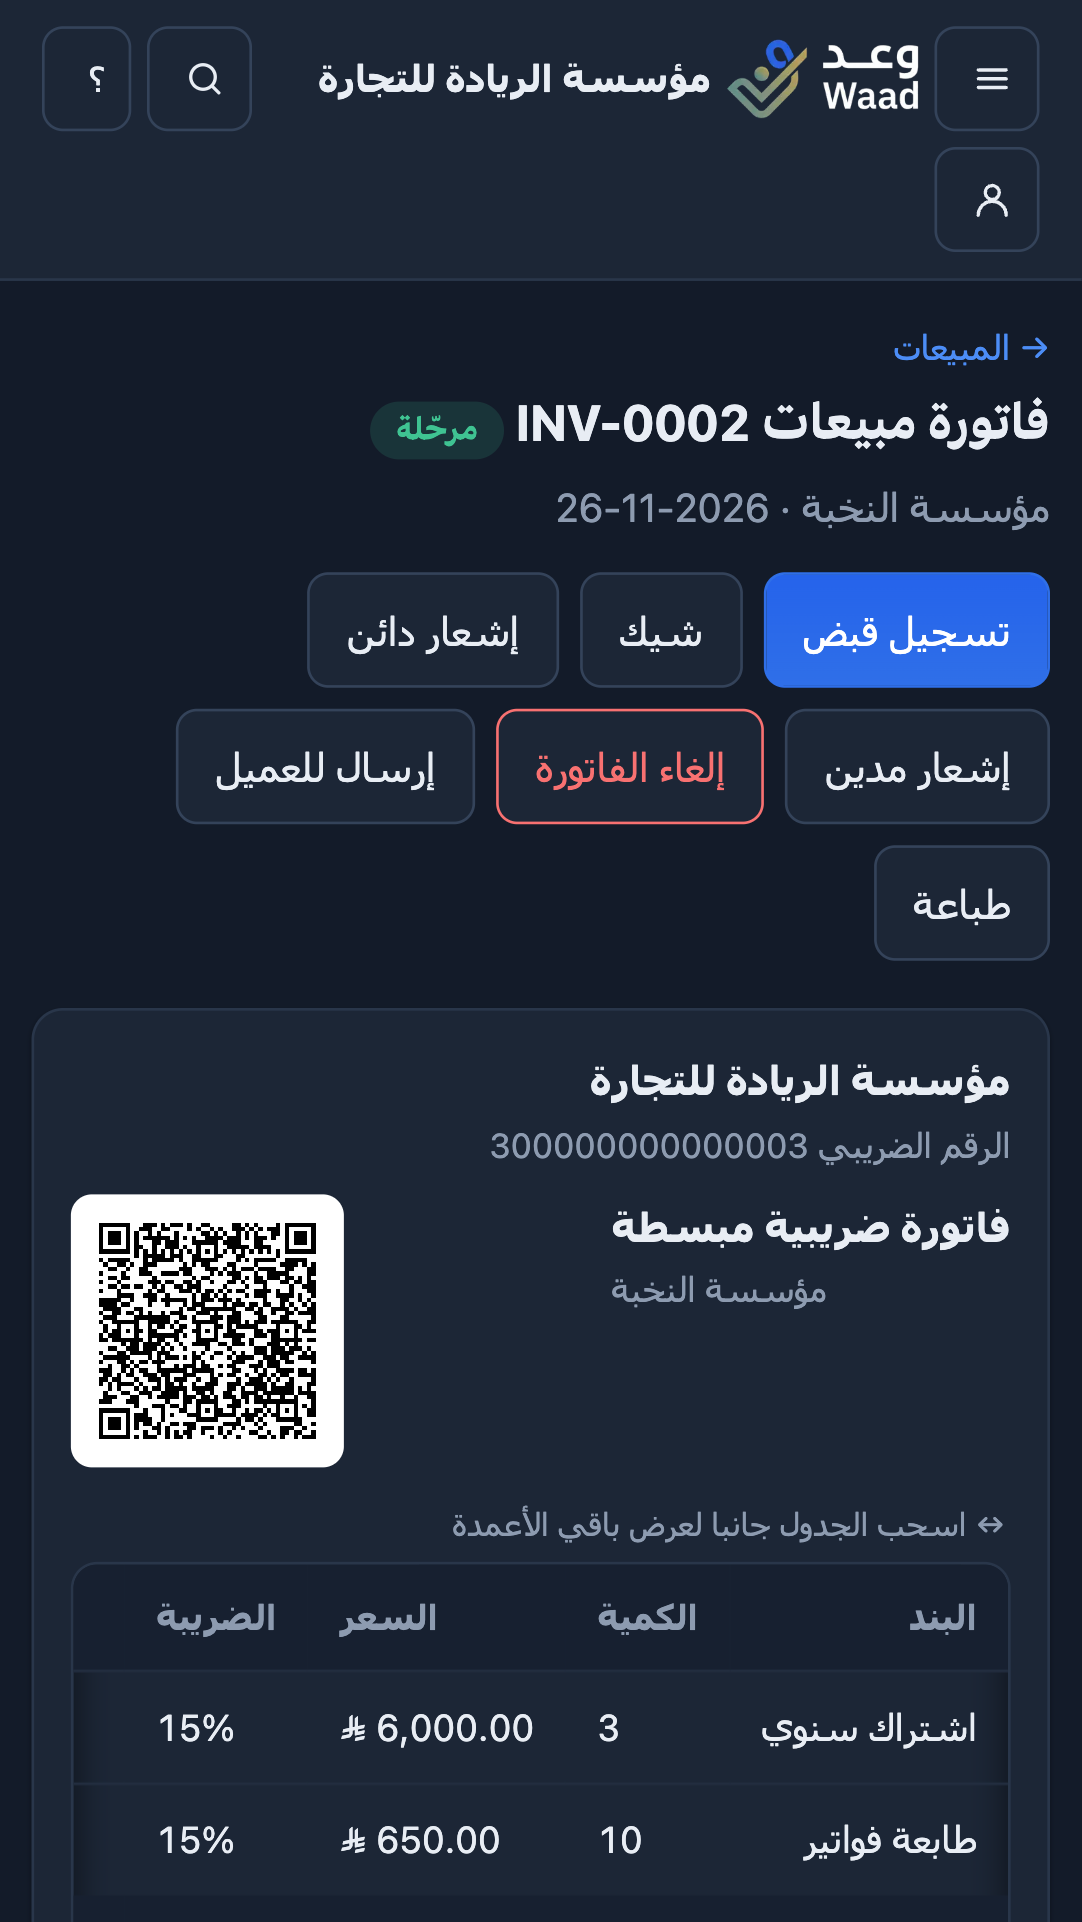 وعد
Waad
مؤسسة الريادة للتجارة
؟
→ المبيعات
فاتورة مبيعات INV-0002 مرحّلة
مؤسسة النخبة · 2026-11-26
تسجيل قبض شيك إشعار دائن
إشعار مدين إلغاء الفاتورة إرسال للعميل
طباعة
مؤسسة الريادة للتجارة
الرقم الضريبي 300000000000003
فاتورة ضريبية مبسطة
مؤسسة النخبة
↔ اسحب الجدول جانبا لعرض باقي الأعمدة
البند الكمية السعر الضريبة
اشتراك سنوي 3 6,000.00 ⃁ 15%
طابعة فواتير 10 650.00 ⃁ 15%